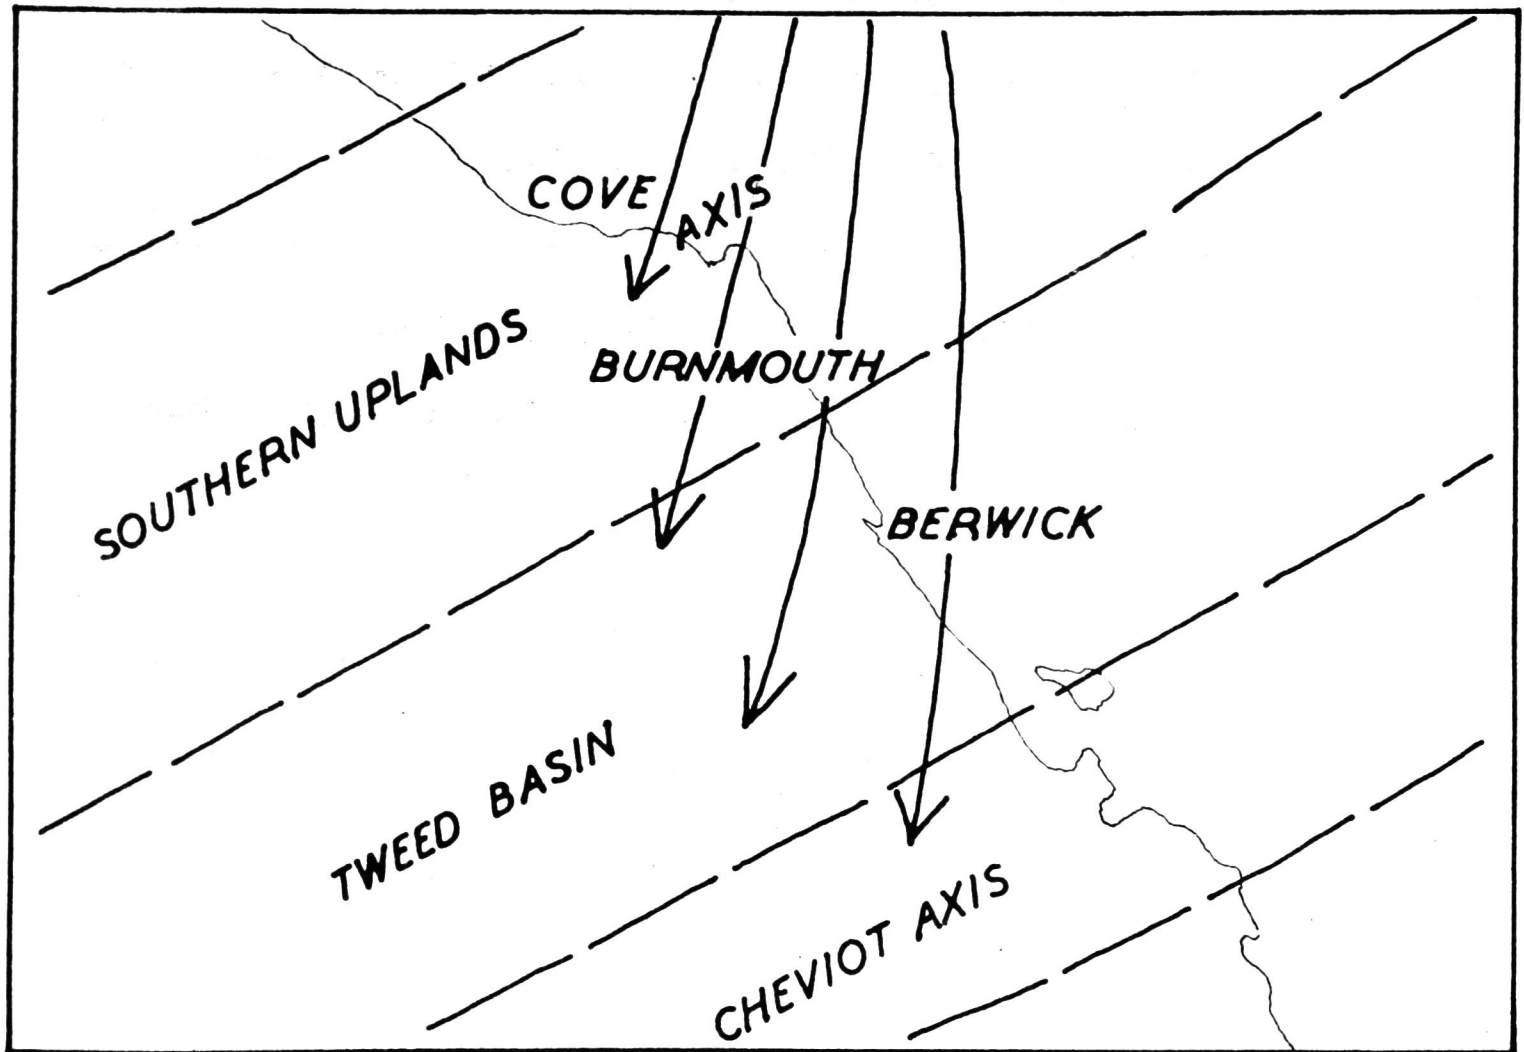 COVE
AXIS
SOUTHERN UPLANDS
BURNMOUTH
BERWICK
TWEED BASIN
CHEVIOT AXIS